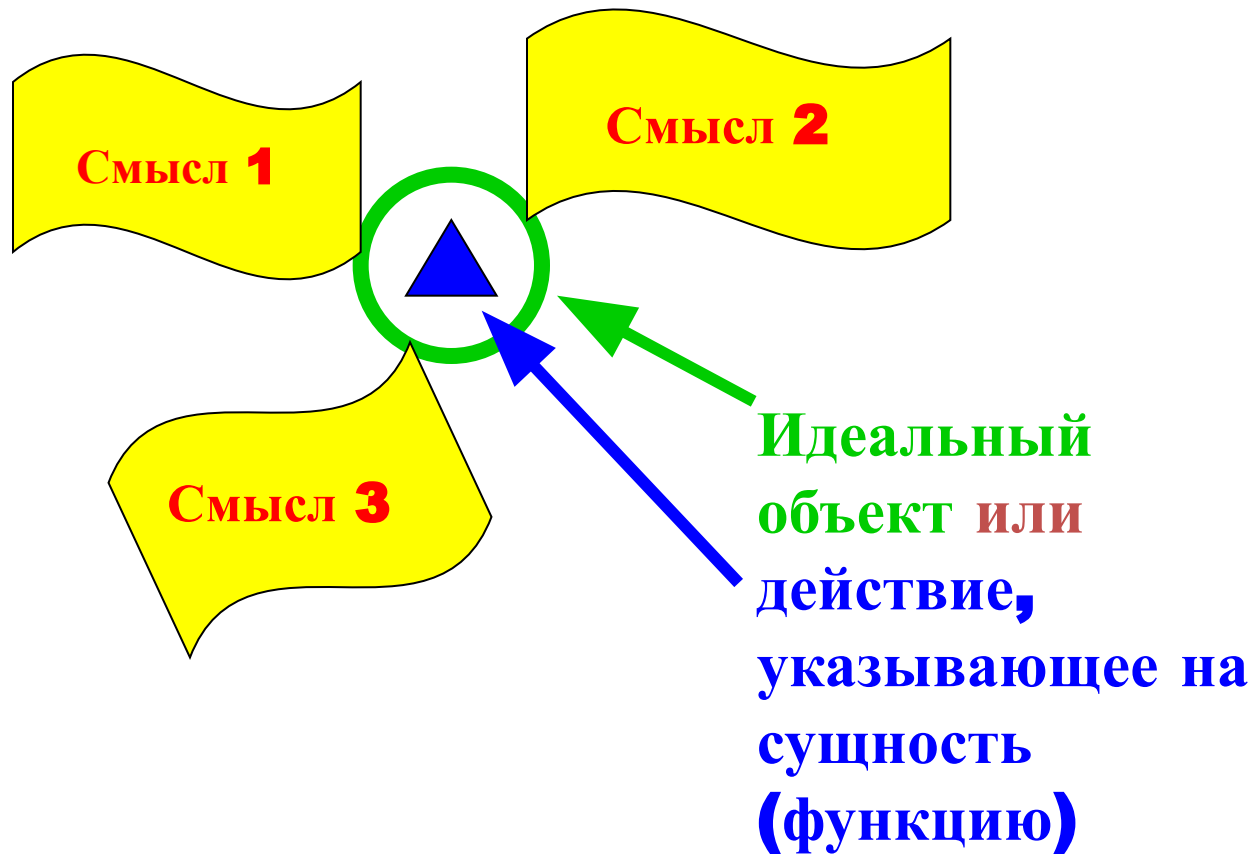 Смысл 1
Смысл 2
Смысл 3
Идеальный
объект или
действие,
указывающее на
сущность
(функцию)